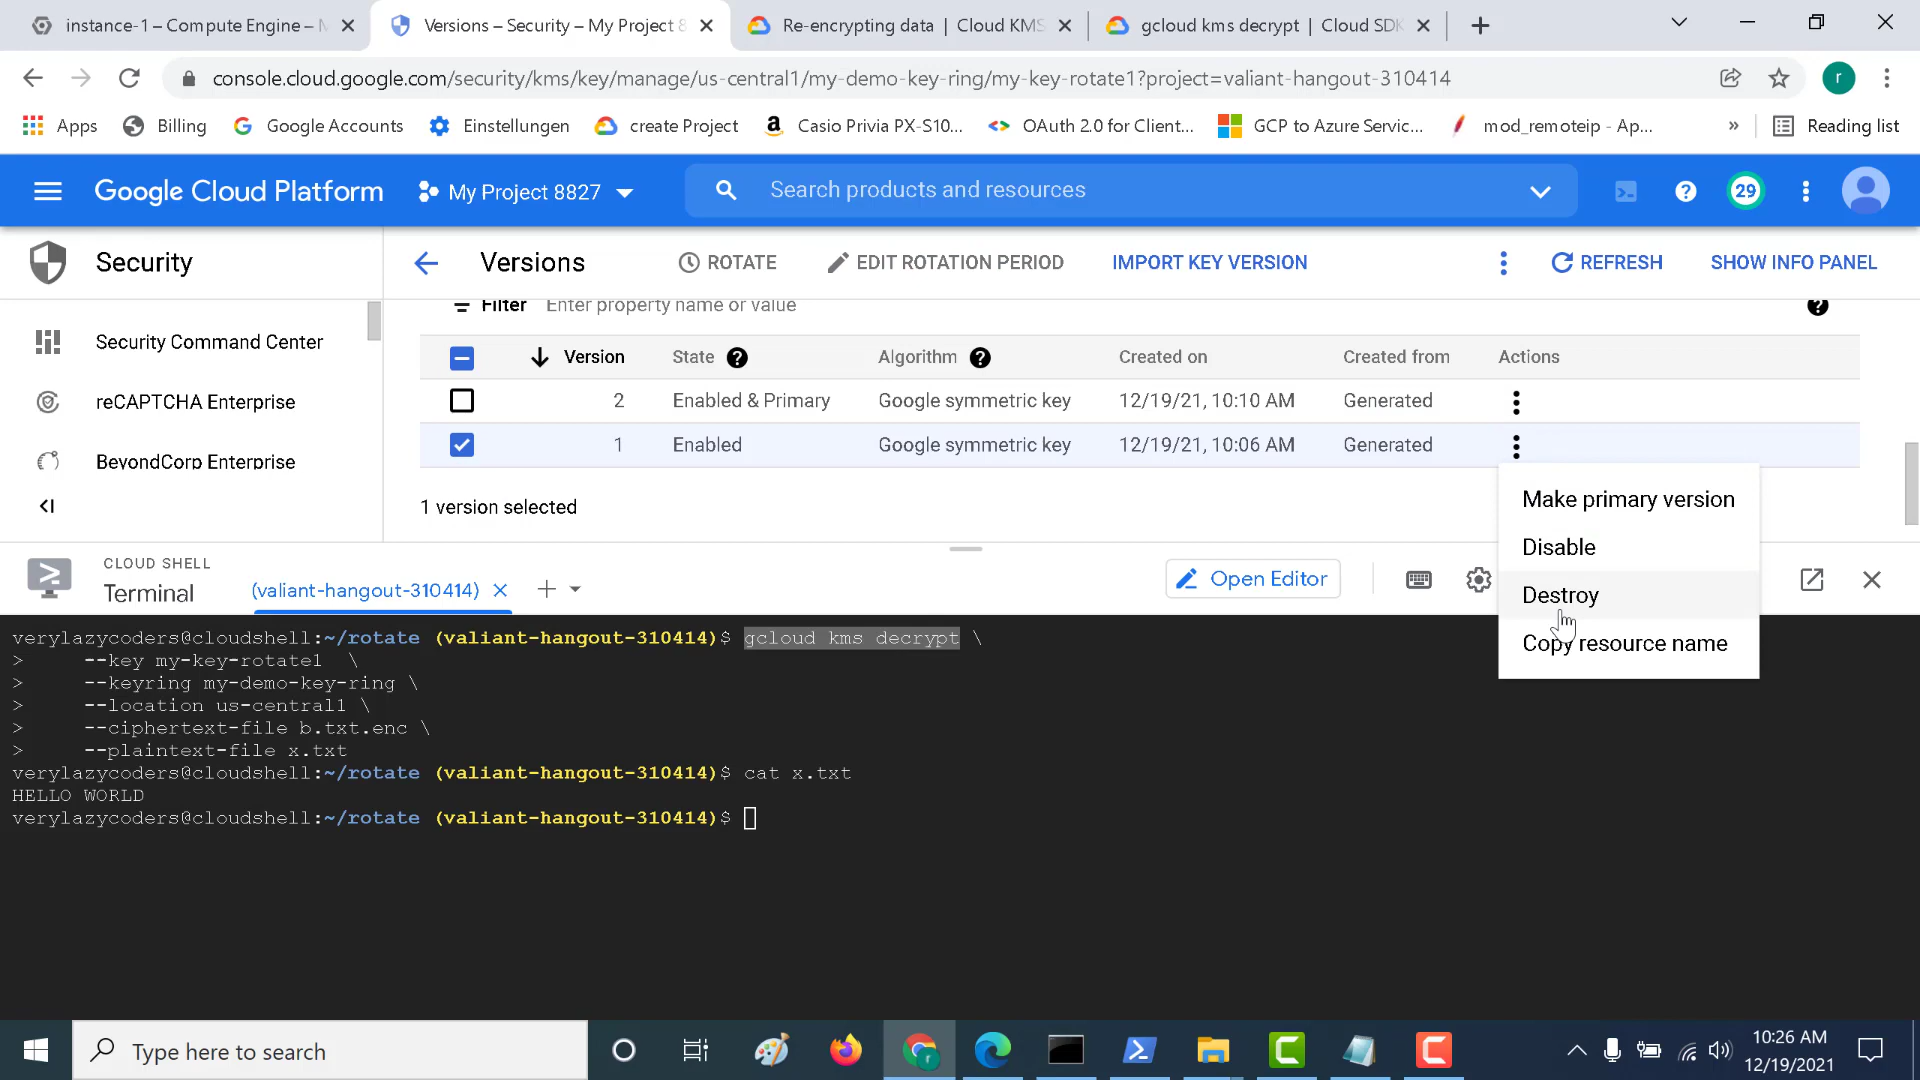 instance-1 – Compute Engine – M
Versions – Security – My Project 8
Re-encrypting data | Cloud KMS
gcloud kms decrypt | Cloud SDK
console.cloud.google.com/security/kms/key/manage/us-central1/my-demo-key-ring/my-key-rotate1?project=valiant-hangout-310414
r
Apps
Billing
Google Accounts
Einstellungen
create Project
Casio Privia PX-S10...
OAuth 2.0 for Client...
GCP to Azure Servic...
mod_remoteip - Ap...
»
Reading list
Google Cloud Platform
My Project 8827
Search products and resources
29
Security
Versions
ROTATE
EDIT ROTATION PERIOD
IMPORT KEY VERSION
REFRESH
SHOW INFO PANEL
Security Command Center
reCAPTCHA Enterprise
BeyondCorp Enterprise
Filter Enter property name or value
Version State Algorithm Created on Created from Actions
2 Enabled & Primary Google symmetric key 12/19/21, 10:10 AM Generated
1 Enabled Google symmetric key 12/19/21, 10:06 AM Generated
1 version selected
Make primary version
Disable
Destroy
Copy resource name
CLOUD SHELL
Terminal
(valiant-hangout-310414)
Open Editor
verylazycoders@cloudshell:~/rotate (valiant-hangout-310414)$ gcloud kms decrypt \
> --key my-key-rotate1 \
> --keyring my-demo-key-ring \
> --location us-central1 \
> --ciphertext-file b.txt.enc \
> --plaintext-file x.txt
verylazycoders@cloudshell:~/rotate (valiant-hangout-310414)$ cat x.txt
HELLO WORLD
verylazycoders@cloudshell:~/rotate (valiant-hangout-310414)$
Type here to search
10:26 AM
12/19/2021